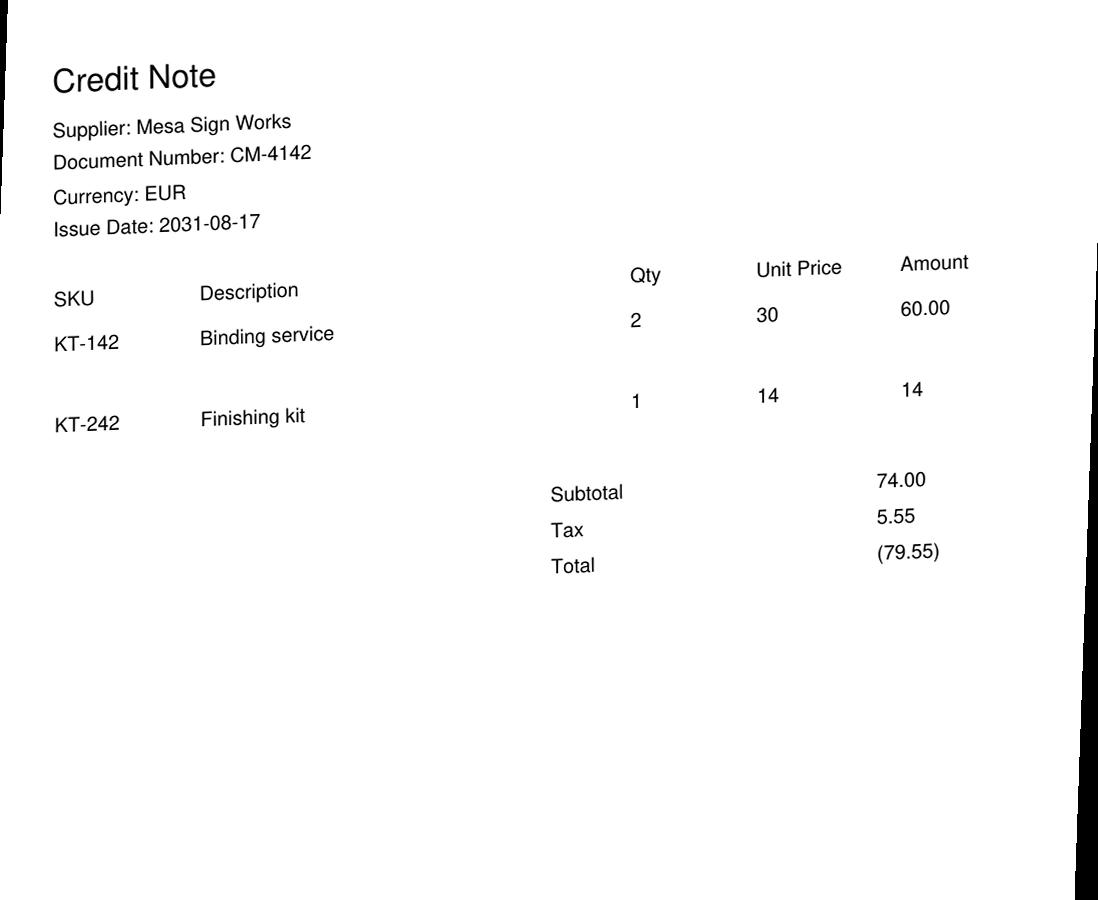 Credit Note
Supplier: Mesa Sign Works
Document Number: CM-4142
Currency: EUR
Issue Date: 2031-08-17
SKU Description Qty Unit Price Amount
KT-142 Binding service 2 30 60.00
KT-242 Finishing kit 1 14 14
Subtotal 74.00
Tax 5.55
Total (79.55)